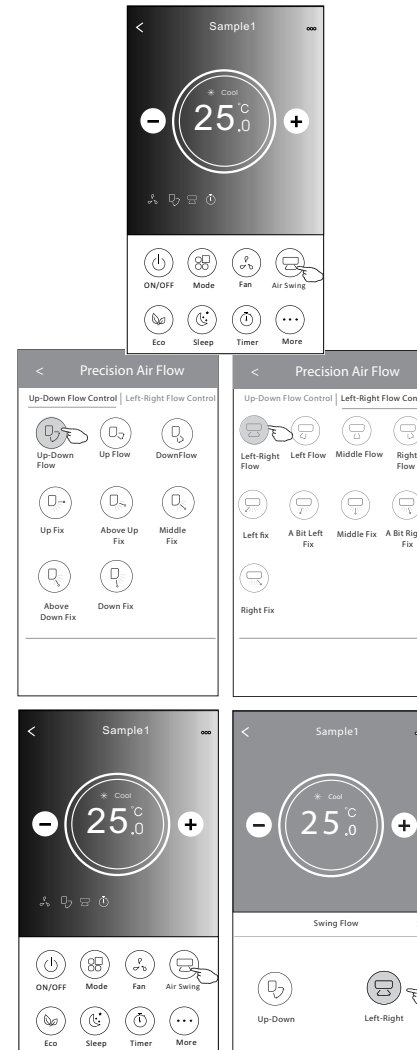 Sample1
Cool
25.0 °C
ON/OFF Mode Fan Air Swing
Eco Sleep Timer More
< Precision Air Flow
Up-Down Flow Control | Left-Right Flow Control
Up-Down Flow
Up Flow
DownFlow
Up Fix
Above Up Fix
Middle Fix
Above Down Fix
Down Fix
< Precision Air Flow
Up-Down Flow Control | Left-Right Flow Con
Left-Right Flow
Left Flow
Middle Flow
Right Flow
Left fix
A Bit Left Fix
Middle Fix
A Bit Rig Fix
Right Fix
Sample1
Cool
25.0 °C
ON/OFF Mode Fan Air Swing
Eco Sleep Timer More
Sample1
Cool
25.0 °C
Swing Flow
Up-Down Left-Right